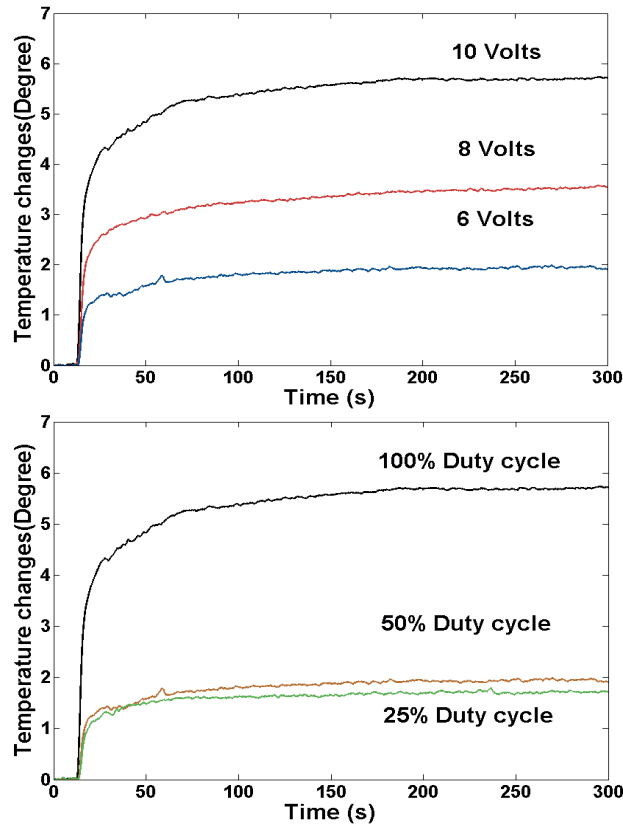 Temperature changes(Degree)
7
6
5
4
3
2
1
0
10 Volts
8 Volts
6 Volts
0 50 100 150 200 250 300
Time (s)
Temperature changes(Degree)
7
6
5
4
3
2
1
0
100% Duty cycle
50% Duty cycle
25% Duty cycle
0 50 100 150 200 250 300
Time (s)